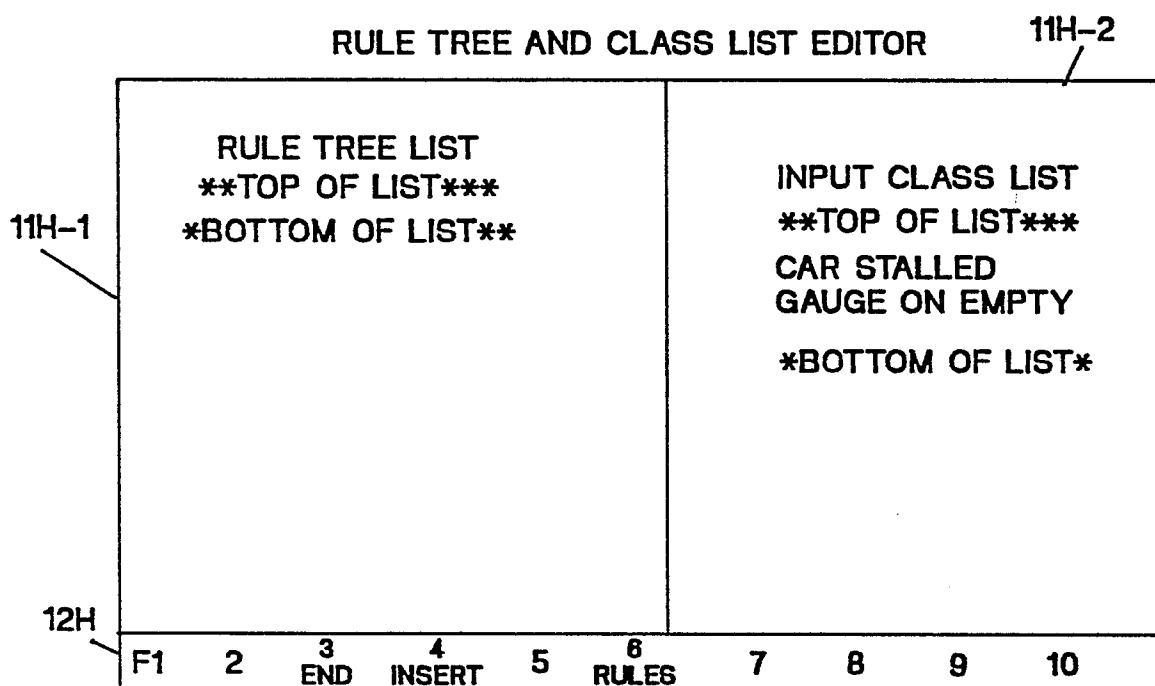 11H-2
RULE TREE AND CLASS LIST EDITOR
RULE TREE LIST
**TOP OF LIST***
*BOTTOM OF LIST**
11H-1
INPUT CLASS LIST
**TOP OF LIST***
CAR STALLED
GAUGE ON EMPTY
*BOTTOM OF LIST*
12H
F1 2 3 4 5 6 7 8 9 10
END INSERT RULES